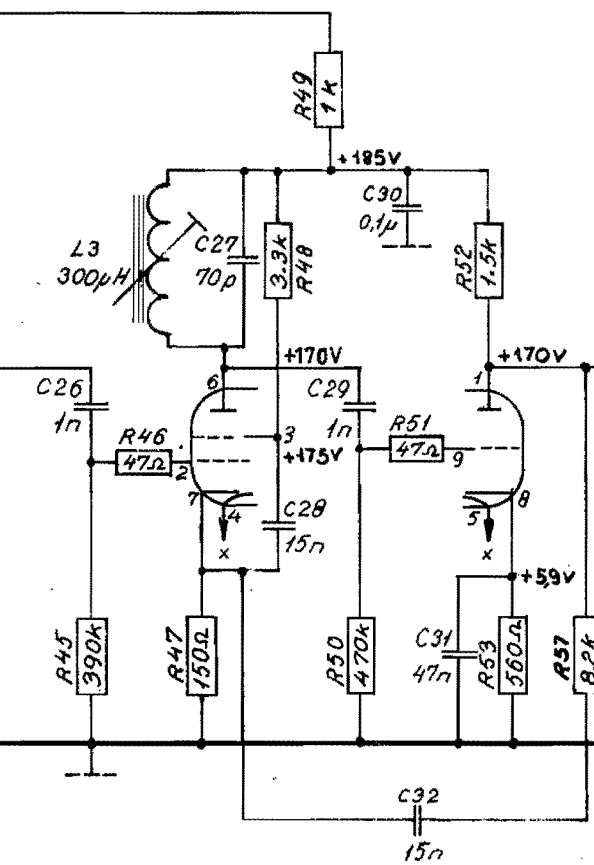 R49
1k
+185V
C30
0,1µ
L3
300µH
C27
70p
3.3k
R48
R52
1.5k
+170V
+170V
6
1
C26
1n
C29
1n
R46
47Ω
2
3
+175V
R51
47Ω
9
7
4
x
C28
15n
5
8
x
+5,9V
R45
390k
R47
150Ω
R50
470k
C31
47n
R53
560Ω
R57
8.2k
C32
15n